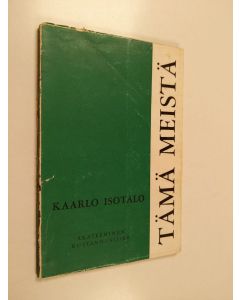 KAARLO ISOTALO
TÄMÄ MEISTÄ
AKATEEMINEN
KUSTANNUSLIIKE